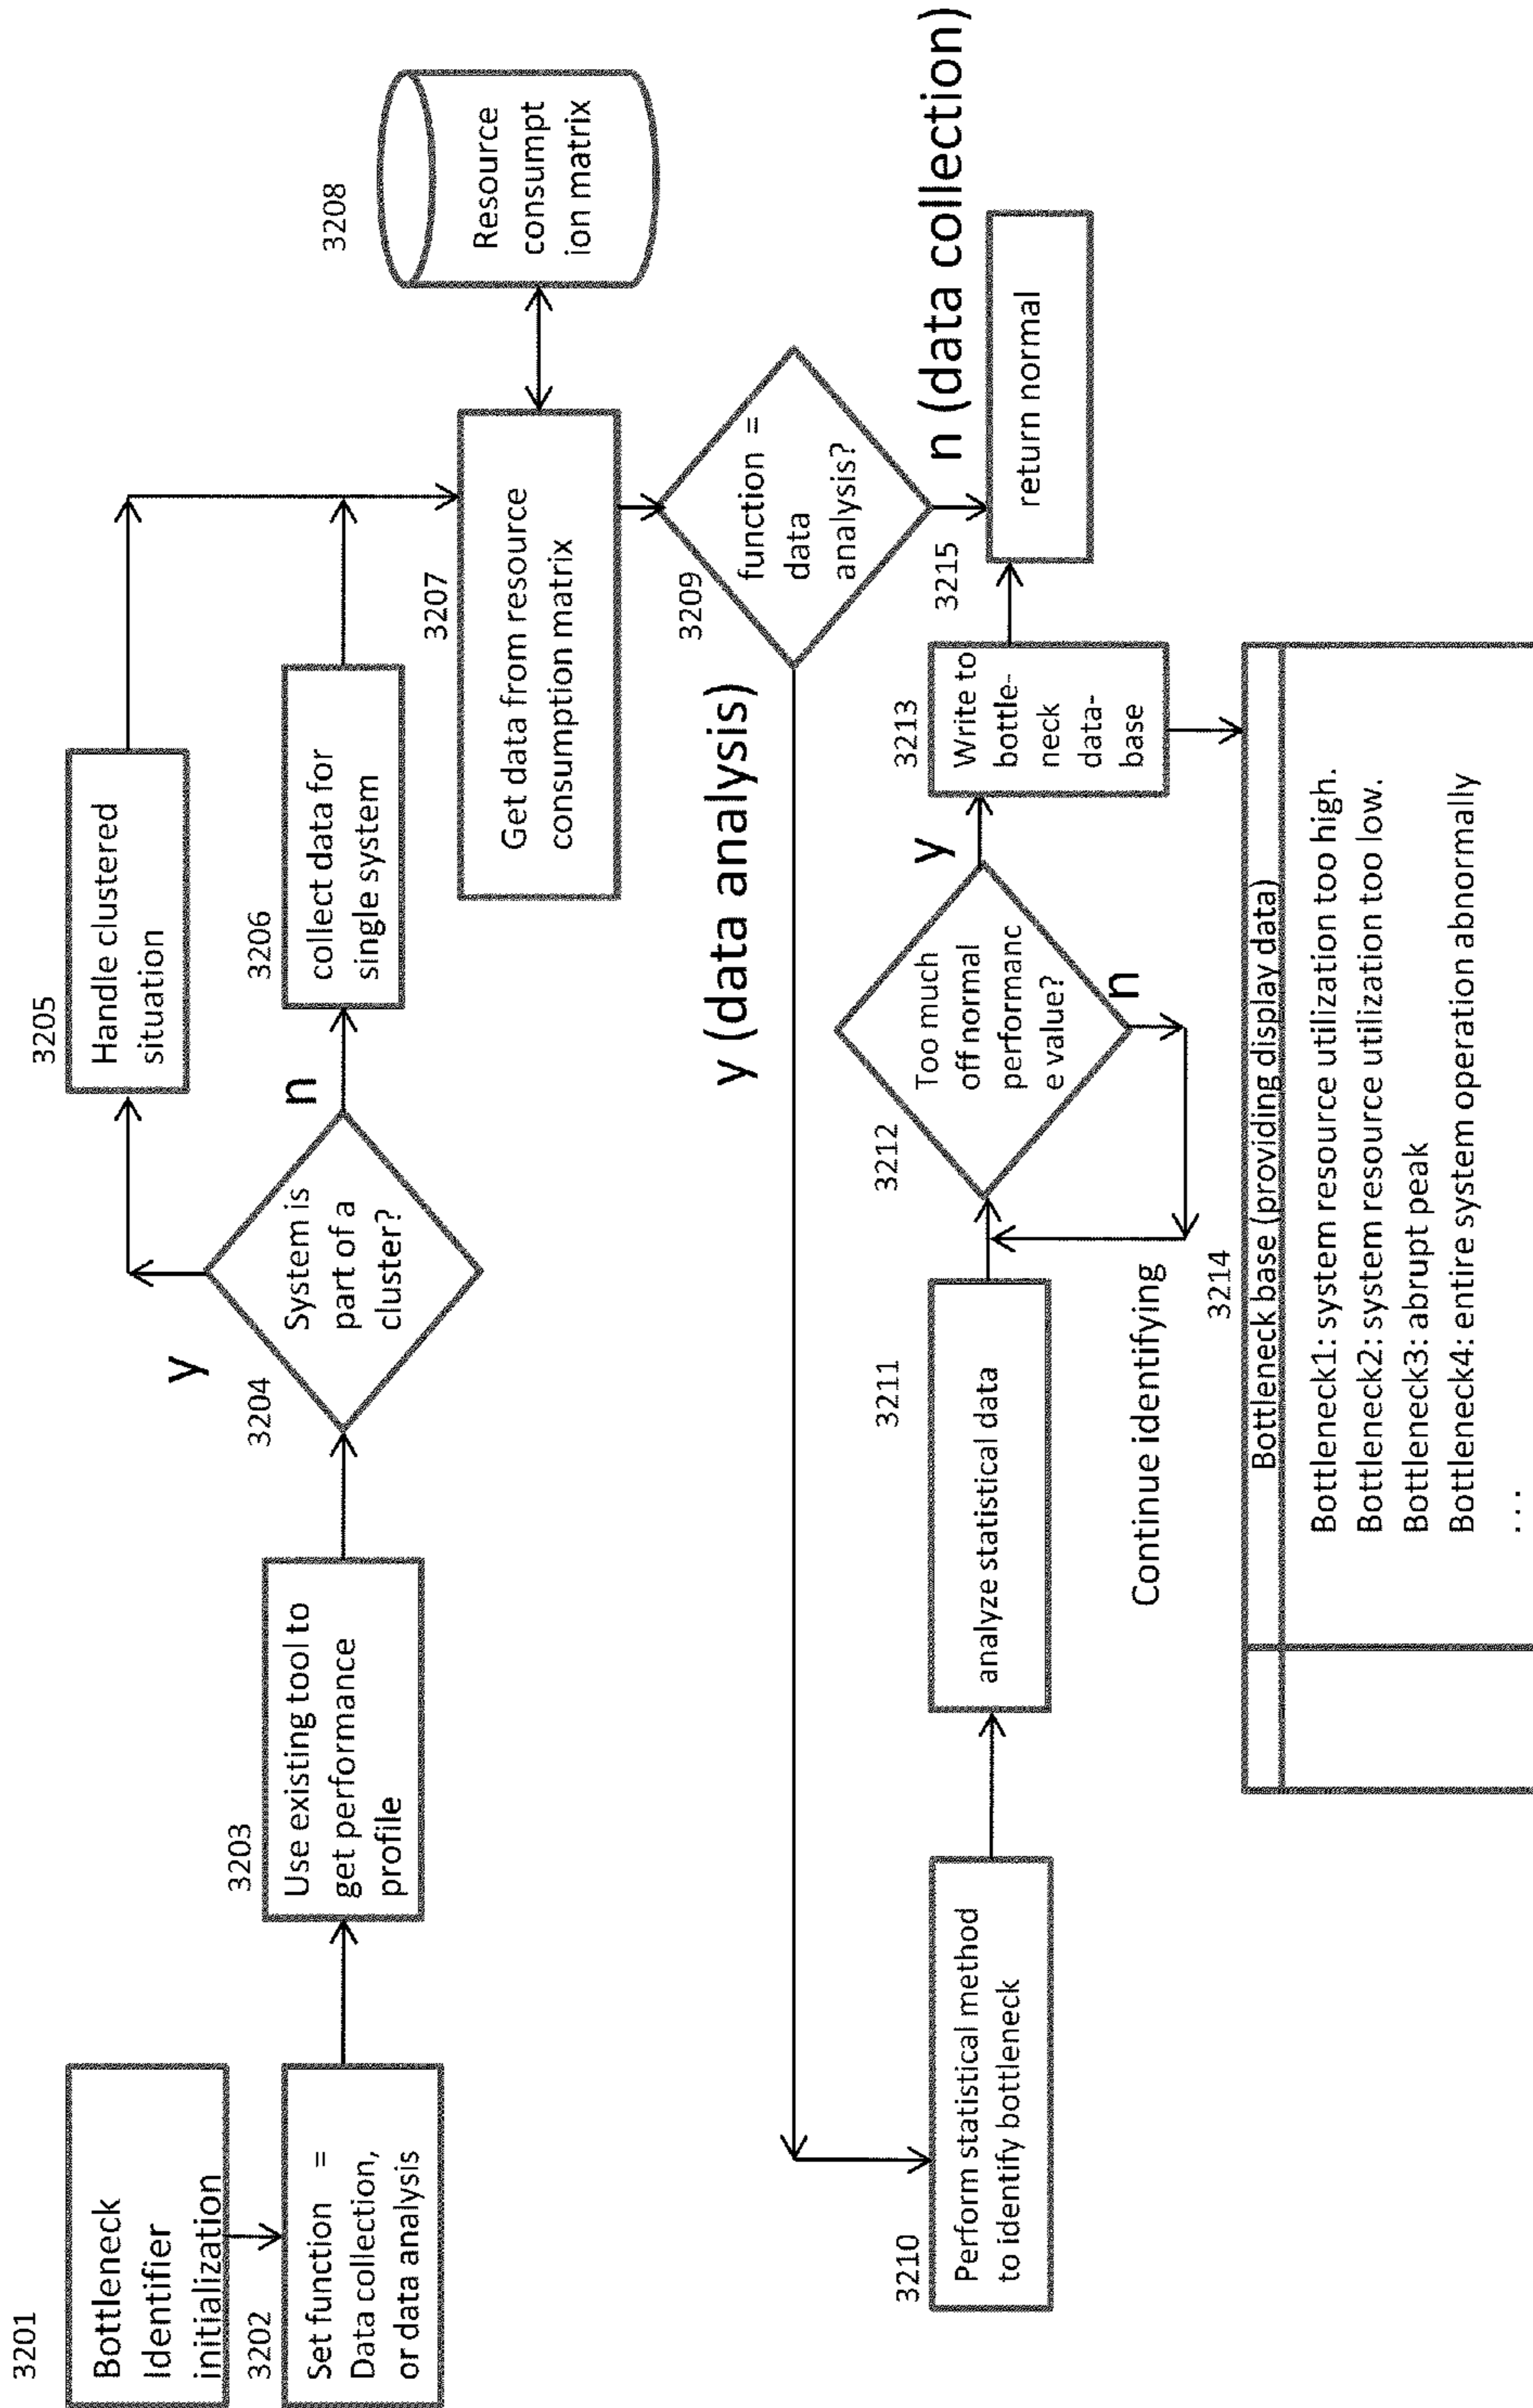 3201
Bottleneck
Identifier
initialization
3202
Set function =
Data collection,
or data analysis
3203
Use existing tool to
get performance
profile
3204
System is
part of a
cluster?
y
n
3205
Handle clustered
situation
3206
collect data for
single system
3207
Get data from resource
consumption matrix
3208
Resource
consumpt
ion matrix
3209
function =
data
analysis?
y (data analysis)
n (data collection)
3210
Perform statistical method
to identify bottleneck
3211
analyze statistical data
3212
Too much
off normal
performanc
e value?
y
n
Continue identifying
3213
Write to
bottle-
neck
data-
base
3215
return normal
3214
Bottleneck base (providing display data)
Bottleneck1: system resource utilization too high.
Bottleneck2: system resource utilization too low.
Bottleneck3: abrupt peak
Bottleneck4: entire system operation abnormally
...